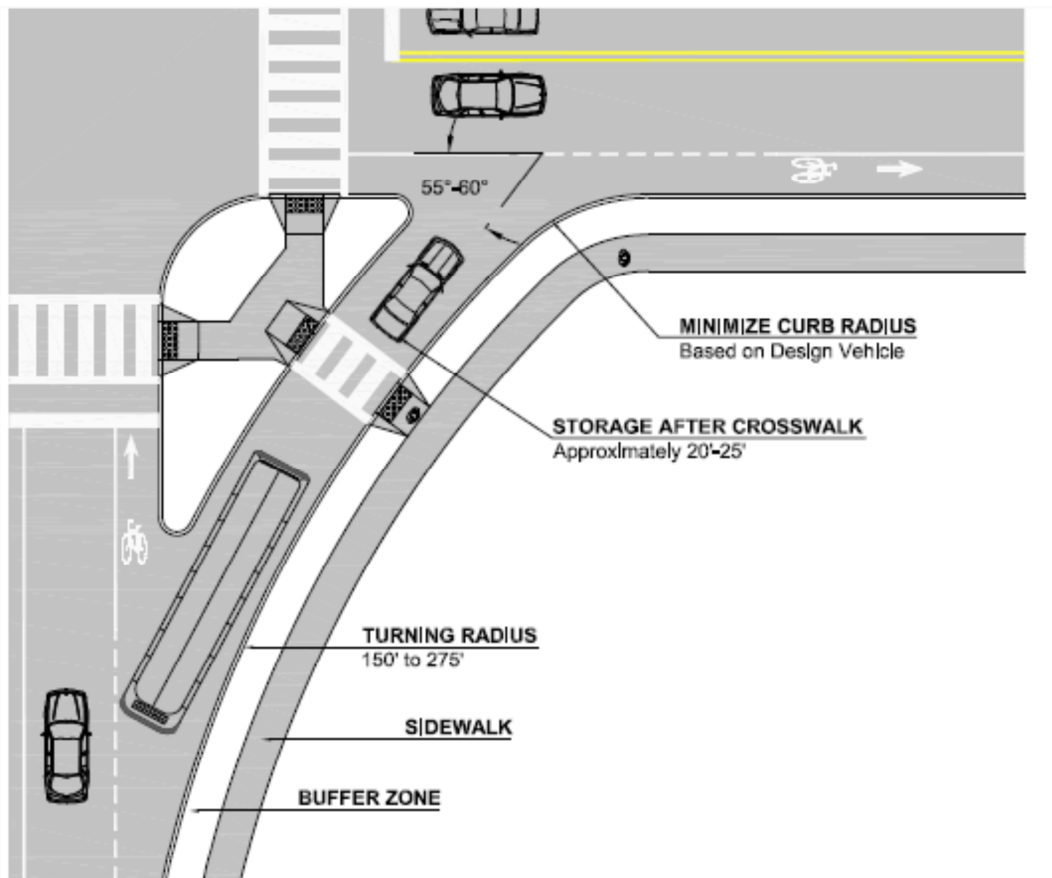 55°-60°
MINIMIZE CURB RADIUS
Based on Design Vehicle
STORAGE AFTER CROSSWALK
Approximately 20'-25'
TURNING RADIUS
150' to 275'
SIDEWALK
BUFFER ZONE